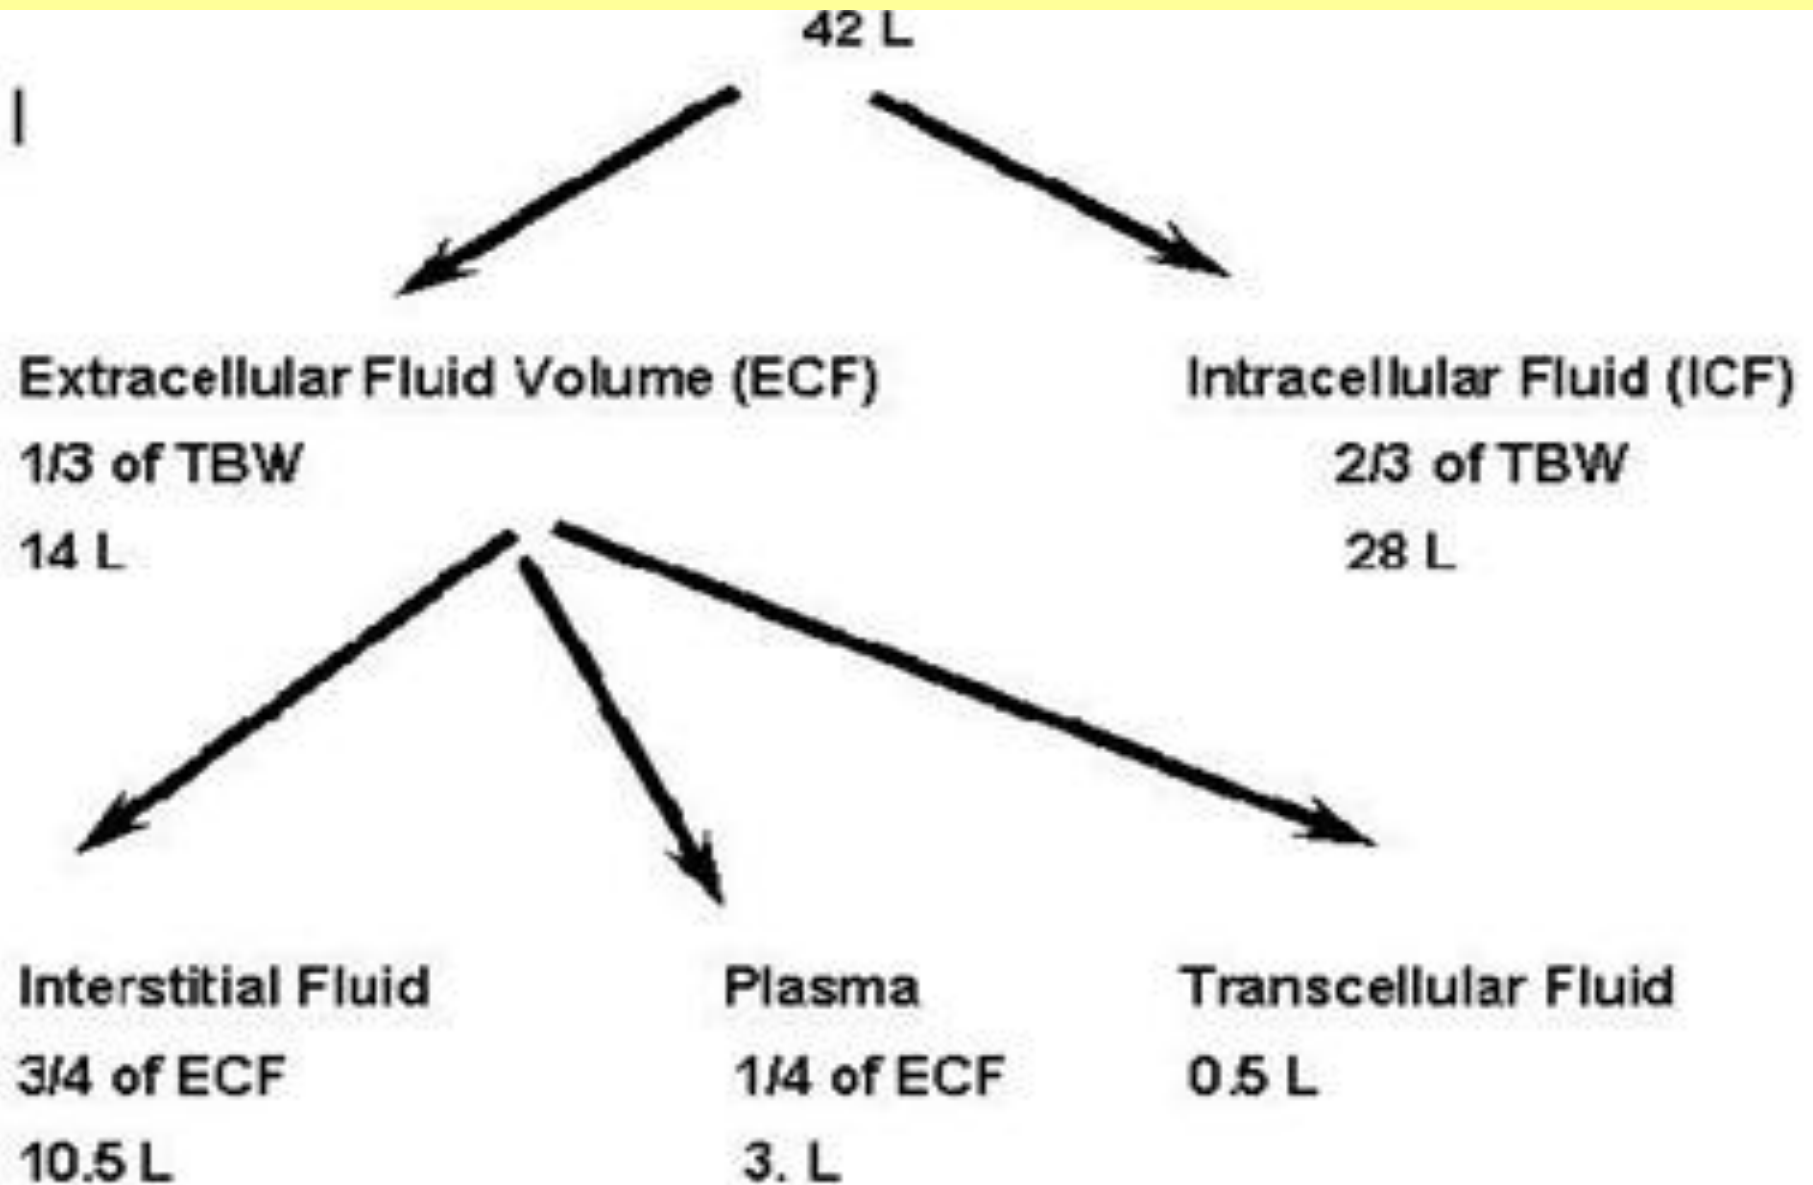 42 L
|
Extracellular Fluid Volume (ECF)
Intracellular Fluid (ICF)
1/3 of TBW
2/3 of TBW
14 L
28 L
Interstitial Fluid
Plasma
Transcellular Fluid
3/4 of ECF
1/4 of ECF
0.5 L
10.5 L
3. L